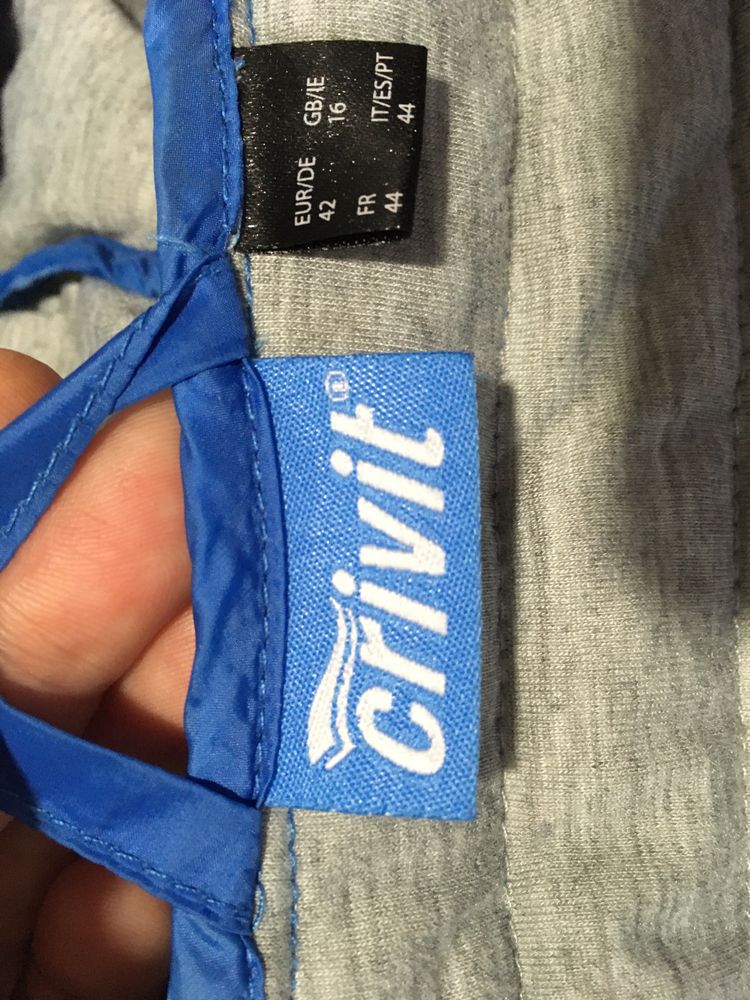 EUR/DE GB/IE
42 16
FR IT/ES/PT
44 44
crivit®